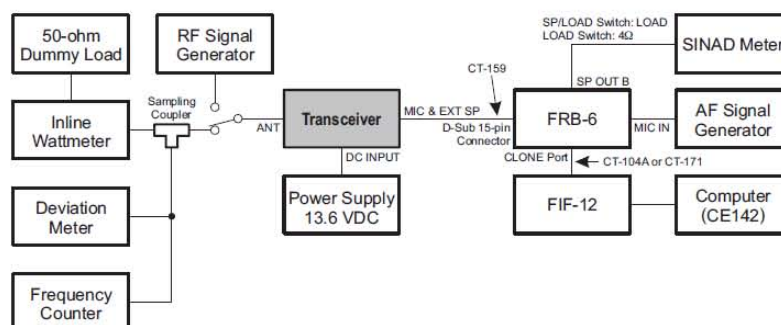 50-ohm
Dummy Load
RF Signal
Generator
SP/LOAD Switch: LOAD
LOAD Switch: 4Ω
SINAD Meter
Sampling
Coupler
CT-159
SP OUT B
Inline
Wattmeter
ANT
Transceiver
MIC & EXT SP
D-Sub 15-pin
Connector
FRB-6
MIC IN
AF Signal
Generator
DC INPUT
CLONE Port
CT-104A or CT-171
Deviation
Meter
Power Supply
13.6 VDC
FIF-12
Computer
(CE142)
Frequency
Counter